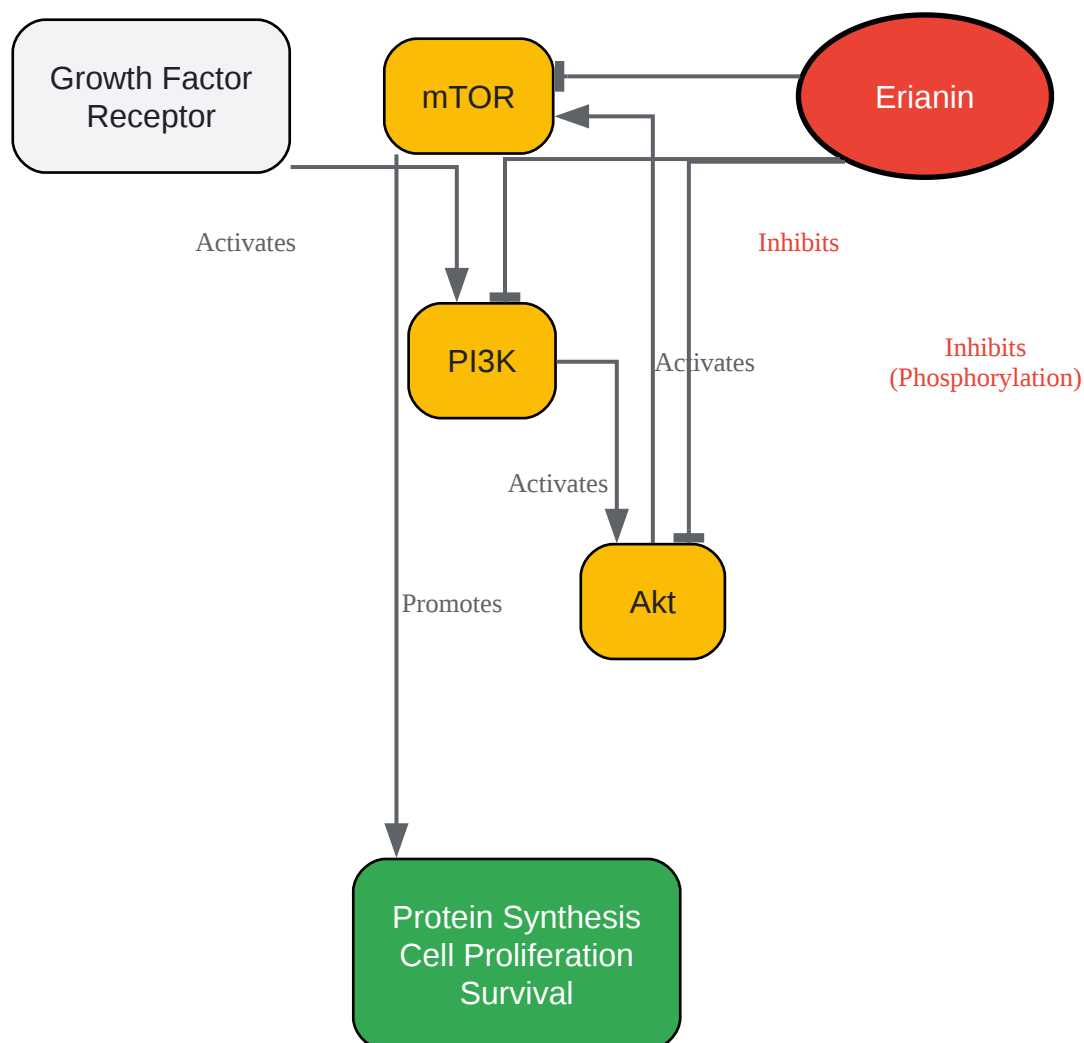 Growth Factor
Receptor
mTOR
Erianin
Activates
Inhibits
PI3K
Activates
Inhibits
(Phosphorylation)
Activates
Akt
Promotes
Protein Synthesis
Cell Proliferation
Survival